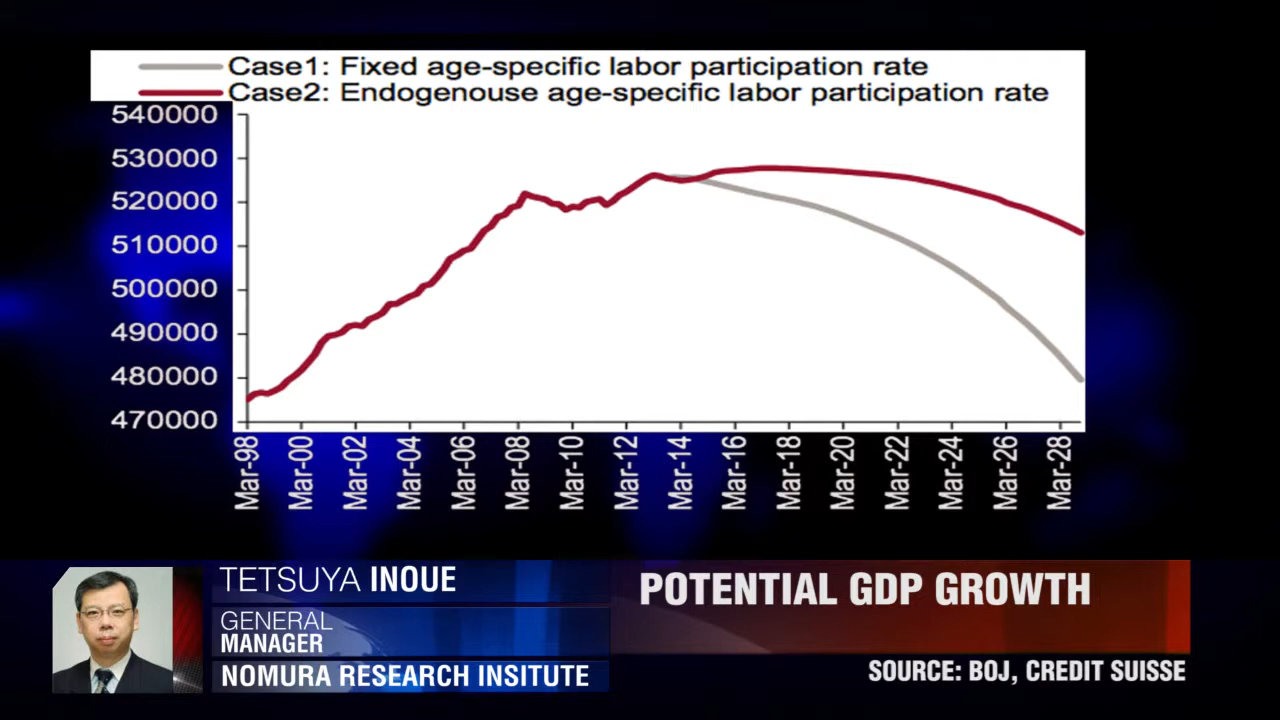 Case1: Fixed age-specific labor participation rate
Case2: Endogenouse age-specific labor participation rate
540000
530000
520000
510000
500000
490000
480000
470000
Mar-98 Mar-00 Mar-02 Mar-04 Mar-06 Mar-08 Mar-10 Mar-12 Mar-14 Mar-16 Mar-18 Mar-20 Mar-22 Mar-24 Mar-26 Mar-28
TETSUYA INOUE
GENERAL
MANAGER
NOMURA RESEARCH INSITUTE
POTENTIAL GDP GROWTH
SOURCE: BOJ, CREDIT SUISSE